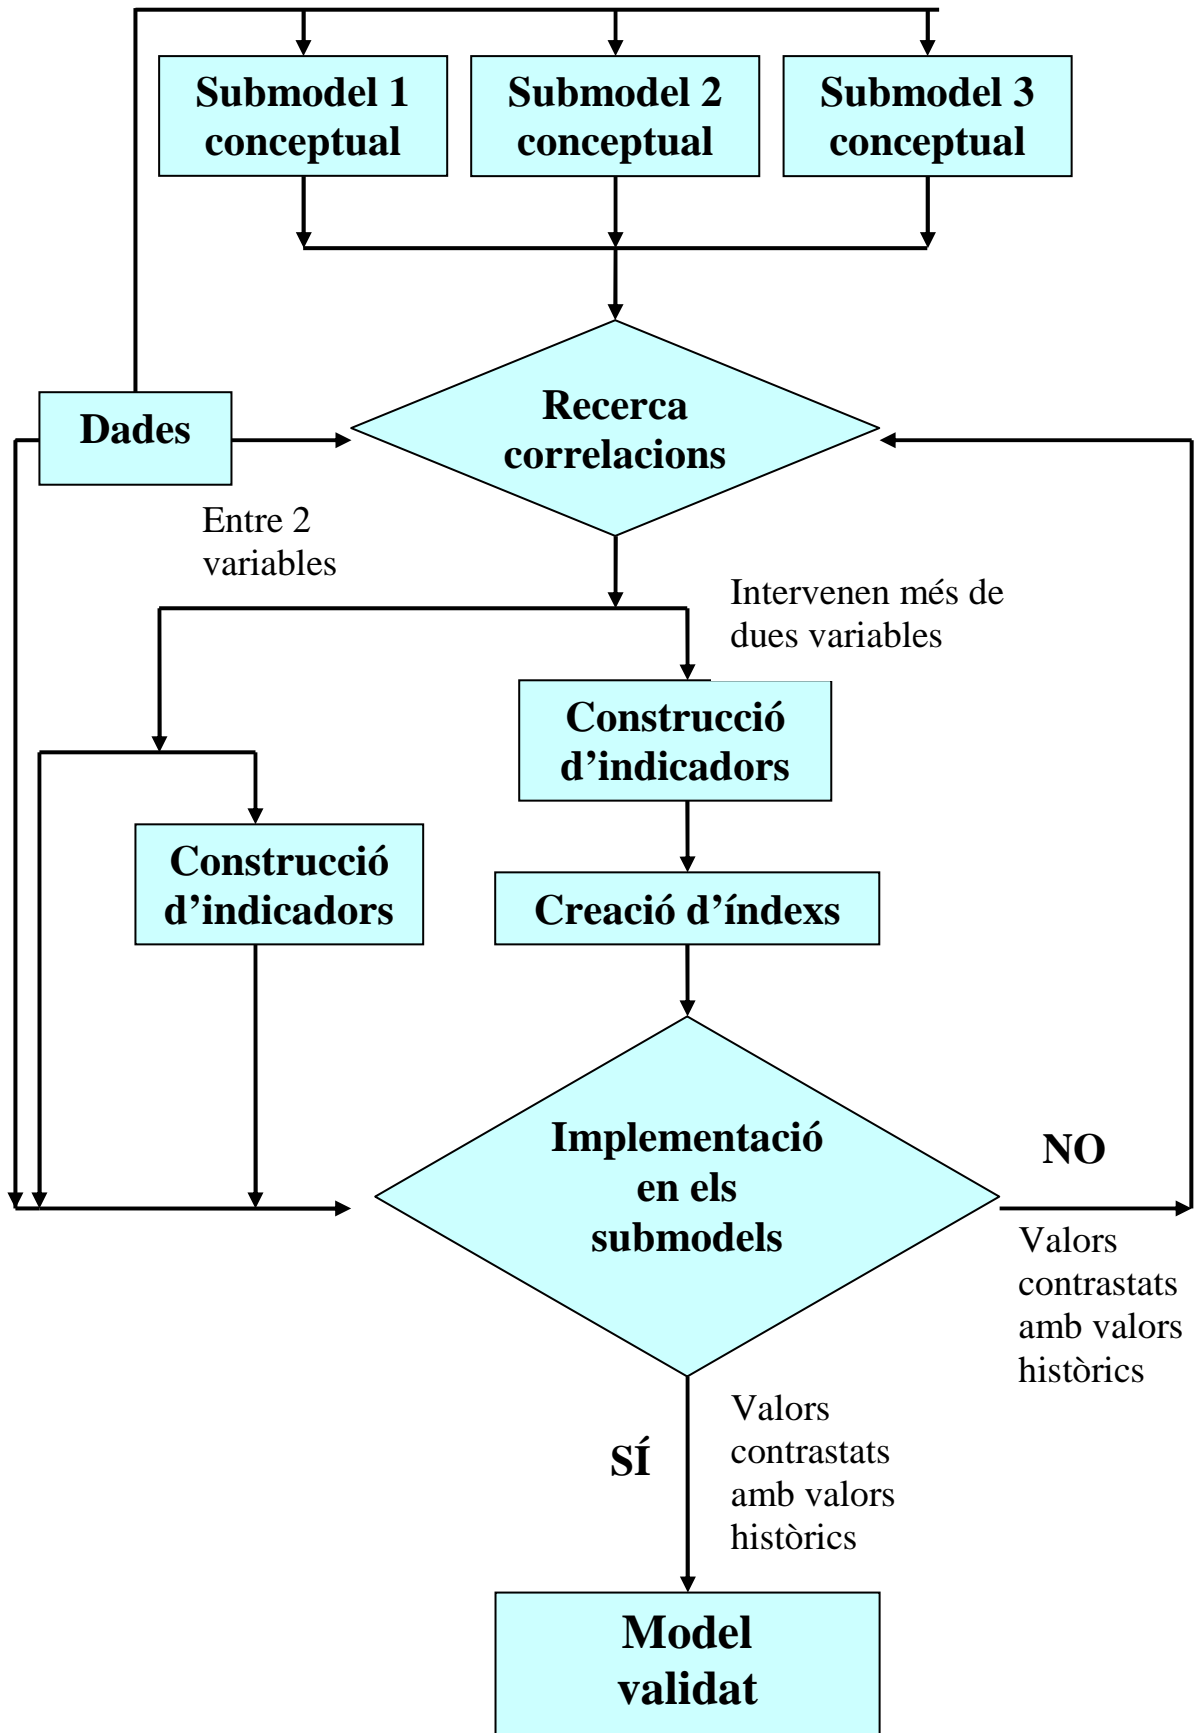 Submodel 1
conceptual
Submodel 2
conceptual
Submodel 3
conceptual
Recerca
correlacions
Dades
Entre 2
variables
Intervenen més de
dues variables
Construcció
d’indicadors
Construcció
d’indicadors
Creació d’índexs
Implementació
en els
submodels
NO
Valors
contrastats
amb valors
històrics
SÍ
Valors
contrastats
amb valors
històrics
Model
validat